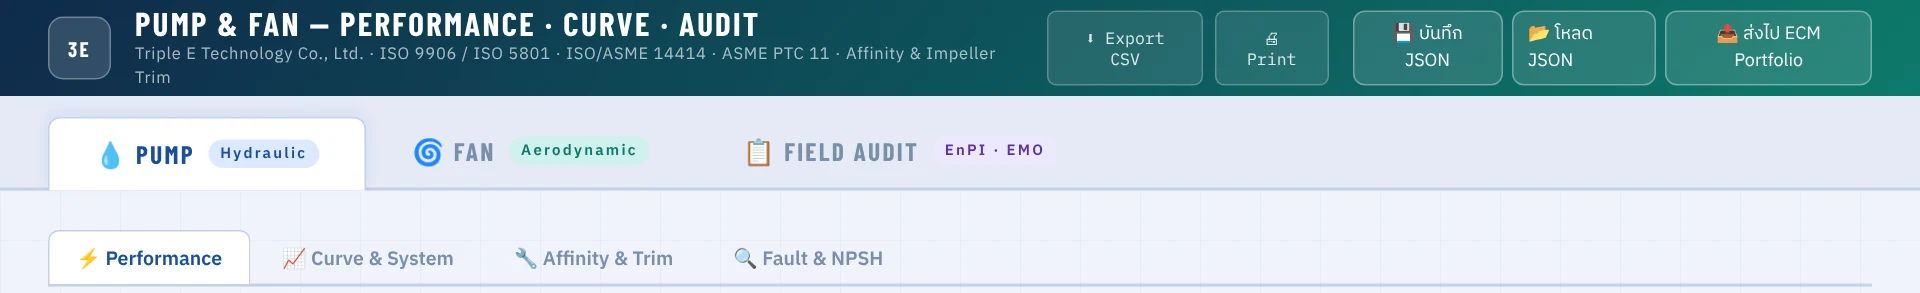 3E
PUMP & FAN — PERFORMANCE · CURVE · AUDIT
Triple E Technology Co., Ltd. · ISO 9906 / ISO 5801 · ISO/ASME 14414 · ASME PTC 11 · Affinity & Impeller
Trim
⬇ Export
CSV
🖨
Print
💾 บันทึก
JSON
📂 โหลด
JSON
📤 ส่งไป ECM
Portfolio
💧 PUMP Hydraulic
🌀 FAN Aerodynamic
📋 FIELD AUDIT EnPI · EMO
⚡ Performance
📈 Curve & System
🔧 Affinity & Trim
🔍 Fault & NPSH